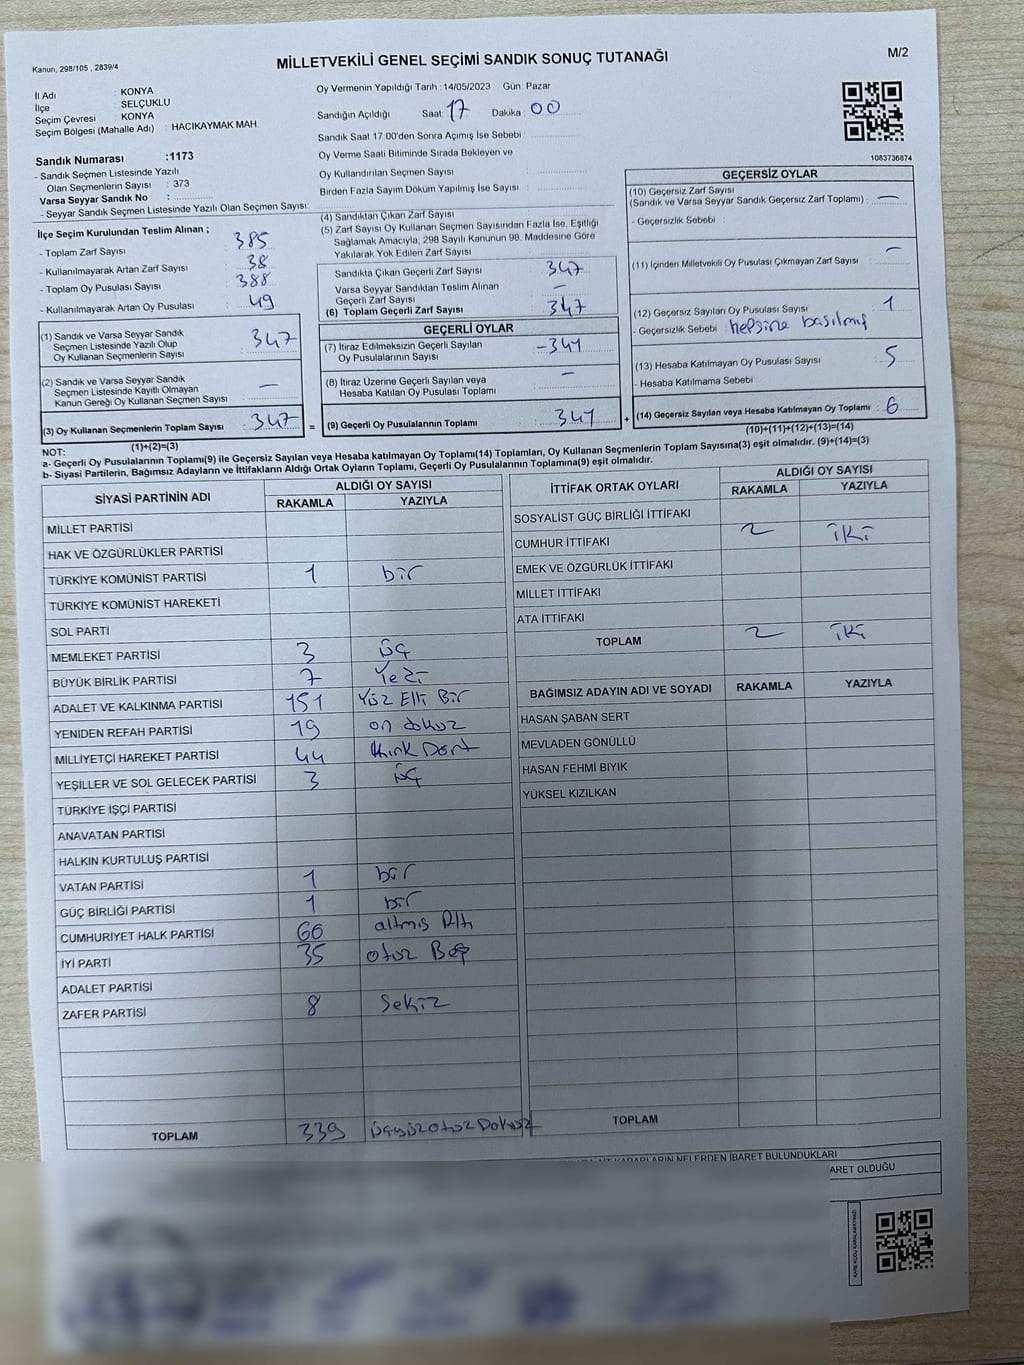 Kanun; 298/105 , 2839/4
MİLLETVEKİLİ GENEL SEÇİMİ SANDIK SONUÇ TUTANAĞI
M/2
İl Adı : KONYA
İlçe : SELÇUKLU
Seçim Çevresi : KONYA
Seçim Bölgesi (Mahalle Adı) : HACIKAYMAK MAH.
Oy Vermenin Yapıldığı Tarih : 14/05/2023 Gün: Pazar
Sandığın Açıldığı Saat: 17 Dakika: 00
Sandık Saat 17:00'den Sonra Açımış İse Sebebi :
Oy Verme Saati Bitiminde Sırada Bekleyen ve
Oy Kullandırılan Seçmen Sayısı :
Birden Fazla Sayım Döküm Yapılmış İse Sayısı :
1083736874
Sandık Numarası :1173
- Sandık Seçmen Listesinde Yazılı
Olan Seçmenlerin Sayısı : 373
Varsa Seyyar Sandık No :
- Seyyar Sandık Seçmen Listesinde Yazılı Olan Seçmen Sayısı:
İlçe Seçim Kurulundan Teslim Alınan ;
- Toplam Zarf Sayısı : 385
- Kullanılmayarak Artan Zarf Sayısı : 38
- Toplam Oy Pusulası Sayısı : 388
- Kullanılmayarak Artan Oy Pusulası : 49
(1) Sandık ve Varsa Seyyar Sandık
Seçmen Listesinde Yazılı Olup
Oy Kullanan Seçmenlerin Sayısı : 347
(2) Sandık ve Varsa Seyyar Sandık
Seçmen Listesinde Kayıtlı Olmayan
Kanun Gereği Oy Kullanan Seçmen Sayısı : —
(3) Oy Kullanan Seçmenlerin Toplam Sayısı : 347
(1)+(2)=(3)
(4) Sandıktan Çıkan Zarf Sayısı :
(5) Zarf Sayısı Oy Kullanan Seçmen Sayısından Fazla İse, Eşitliği
Sağlamak Amacıyla, 298 Sayılı Kanunun 98. Maddesine Göre
Yakılarak Yok Edilen Zarf Sayısı :
Sandıkta Çıkan Geçerli Zarf Sayısı : 347
Varsa Seyyar Sandıktan Teslim Alınan
Geçerli Zarf Sayısı : —
(6) Toplam Geçerli Zarf Sayısı : 347
GEÇERLİ OYLAR
(7) İtiraz Edilmeksizin Geçerli Sayılan
Oy Pusulalarının Sayısı : -341
(8) İtiraz Üzerine Geçerli Sayılan veya
Hesaba Katılan Oy Pusulası Toplamı : —
= (9) Geçerli Oy Pusulalarının Toplamı : 341 +
GEÇERSİZ OYLAR
(10) Geçersiz Zarf Sayısı
(Sandık ve Varsa Seyyar Sandık Geçersiz Zarf Toplamı) : —
- Geçersizlik Sebebi :
(11) İçinden Milletvekili Oy Pusulası Çıkmayan Zarf Sayısı : —
(12) Geçersiz Sayılan Oy Pusulası Sayısı : 1
- Geçersizlik Sebebi : hepsine basılmış
(13) Hesaba Katılmayan Oy Pusulası Sayısı : 5
- Hesaba Katılmama Sebebi :
(14) Geçersiz Sayılan veya Hesaba Katılmayan Oy Toplamı : 6
(10)+(11)+(12)+(13)=(14)
NOT:
a- Geçerli Oy Pusulalarının Toplamı(9) ile Geçersiz Sayılan veya Hesaba katılmayan Oy Toplamı(14) Toplamları, Oy Kullanan Seçmenlerin Toplam Sayısına(3) eşit olmalıdır. (9)+(14)=(3)
b- Siyasi Partilerin, Bağımsız Adayların ve İttifakların Aldığı Ortak Oyların Toplamı, Geçerli Oy Pusulalarının Toplamına(9) eşit olmalıdır.
SİYASİ PARTİNİN ADI
ALDIĞI OY SAYISI
RAKAMLA YAZIYLA
MİLLET PARTİSİ
HAK VE ÖZGÜRLÜKLER PARTİSİ
TÜRKİYE KOMÜNİST PARTİSİ 1 bir
TÜRKİYE KOMÜNİST HAREKETİ
SOL PARTİ
MEMLEKET PARTİSİ 3 üç
BÜYÜK BİRLİK PARTİSİ 7 Yedi
ADALET VE KALKINMA PARTİSİ 151 Yüz Elli Bir
YENİDEN REFAH PARTİSİ 19 on dokuz
MİLLİYETÇİ HAREKET PARTİSİ 44 Kırk Dört
YEŞİLLER VE SOL GELECEK PARTİSİ 3 üç
TÜRKİYE İŞÇİ PARTİSİ
ANAVATAN PARTİSİ
HALKIN KURTULUŞ PARTİSİ
VATAN PARTİSİ 1 bir
GÜÇ BİRLİĞİ PARTİSİ 1 bir
CUMHURİYET HALK PARTİSİ 66 altmış Altı
İYİ PARTİ 35 otuz Beş
ADALET PARTİSİ
ZAFER PARTİSİ 8 Sekiz
TOPLAM 339 üçyüzotuzDokuz
İTTİFAK ORTAK OYLARI
ALDIĞI OY SAYISI
RAKAMLA YAZIYLA
SOSYALİST GÜÇ BİRLİĞİ İTTİFAKI
CUMHUR İTTİFAKI 2 iki
EMEK VE ÖZGÜRLÜK İTTİFAKI
MİLLET İTTİFAKI
ATA İTTİFAKI
TOPLAM 2 iki
BAĞIMSIZ ADAYIN ADI VE SOYADI RAKAMLA YAZIYLA
HASAN ŞABAN SERT
MEVLADEN GÖNÜLLÜ
HASAN FEHMİ BIYIK
YÜKSEL KIZILKAN
TOPLAM
KARARLARIN NELERDEN İBARET BULUNDUKLARI
ARET OLDUĞU